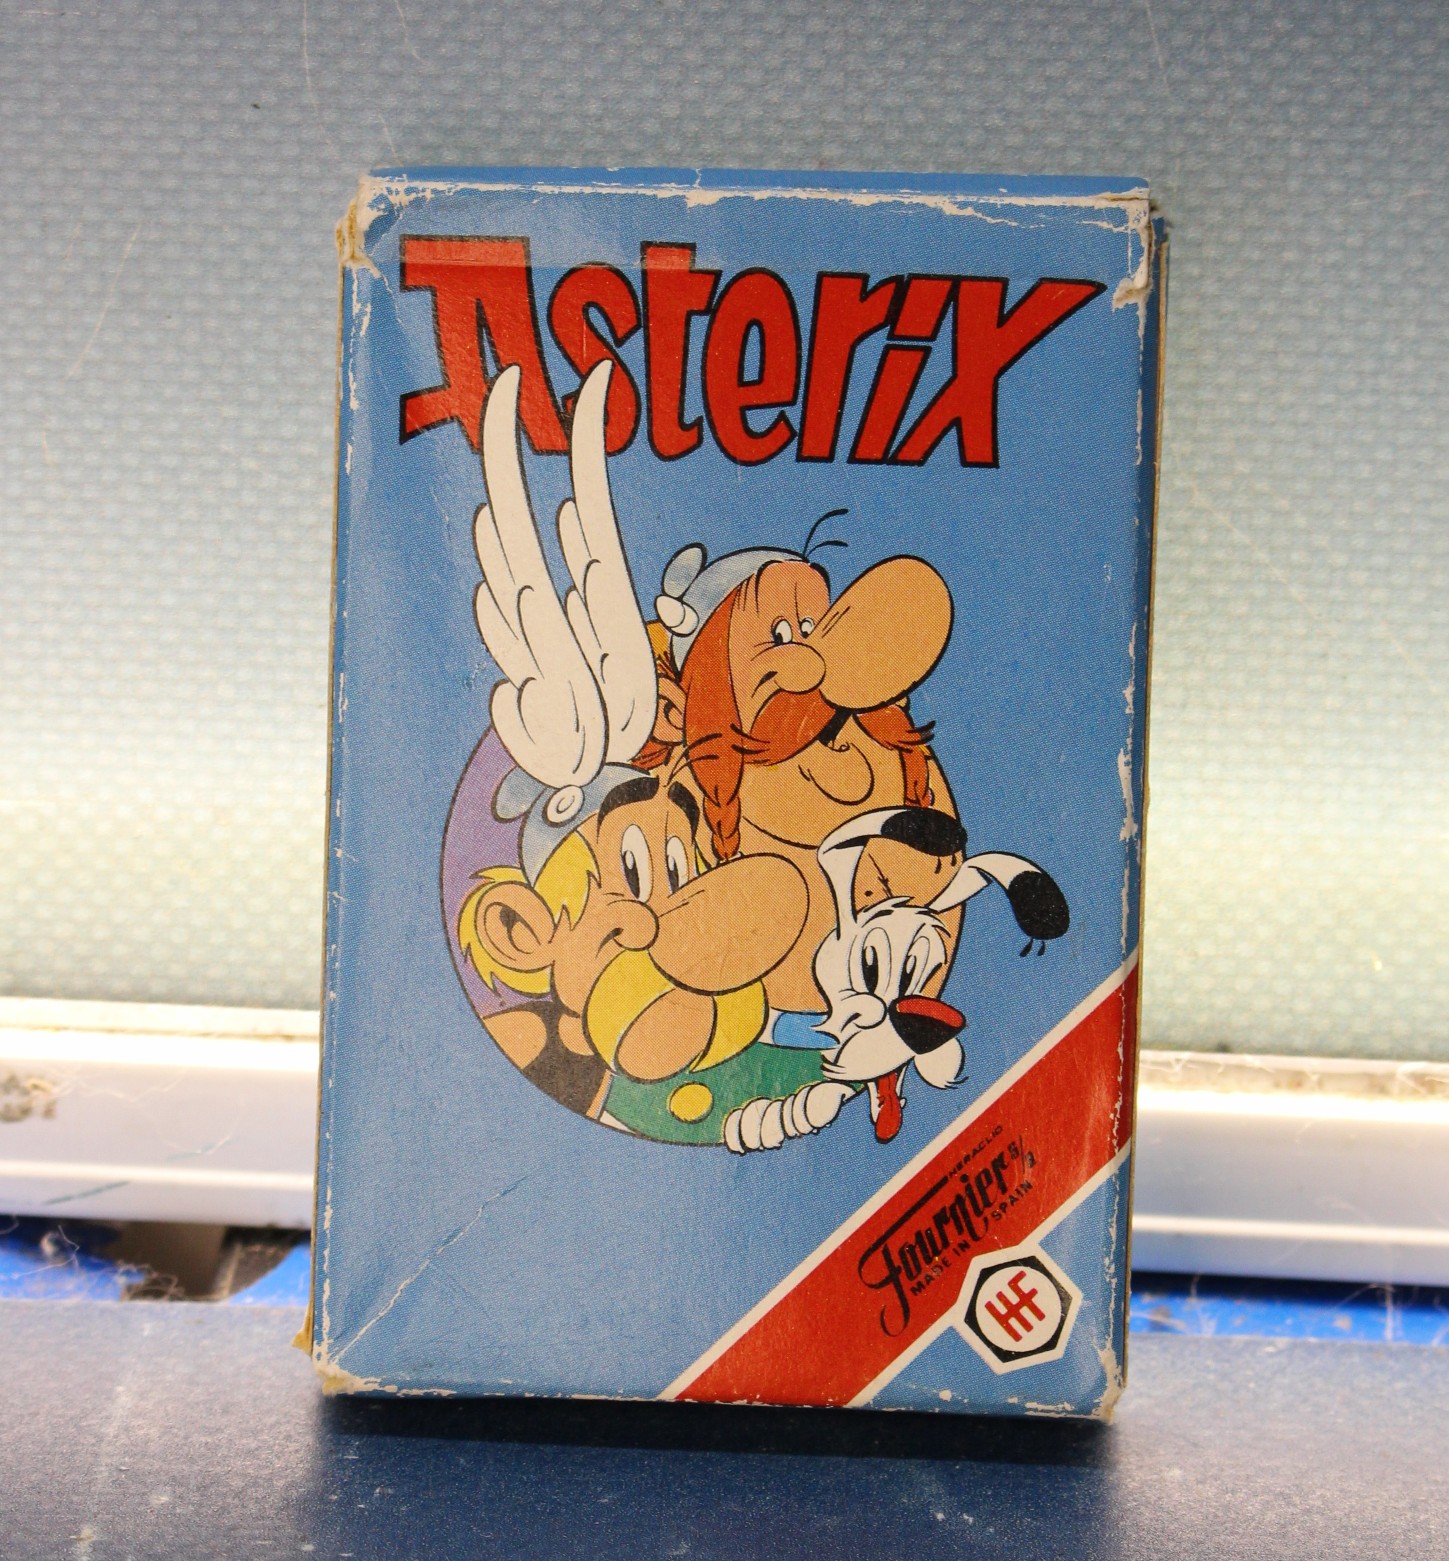 Asterix
HERACLIO
Fournier S/A
MADE IN SPAIN
HF